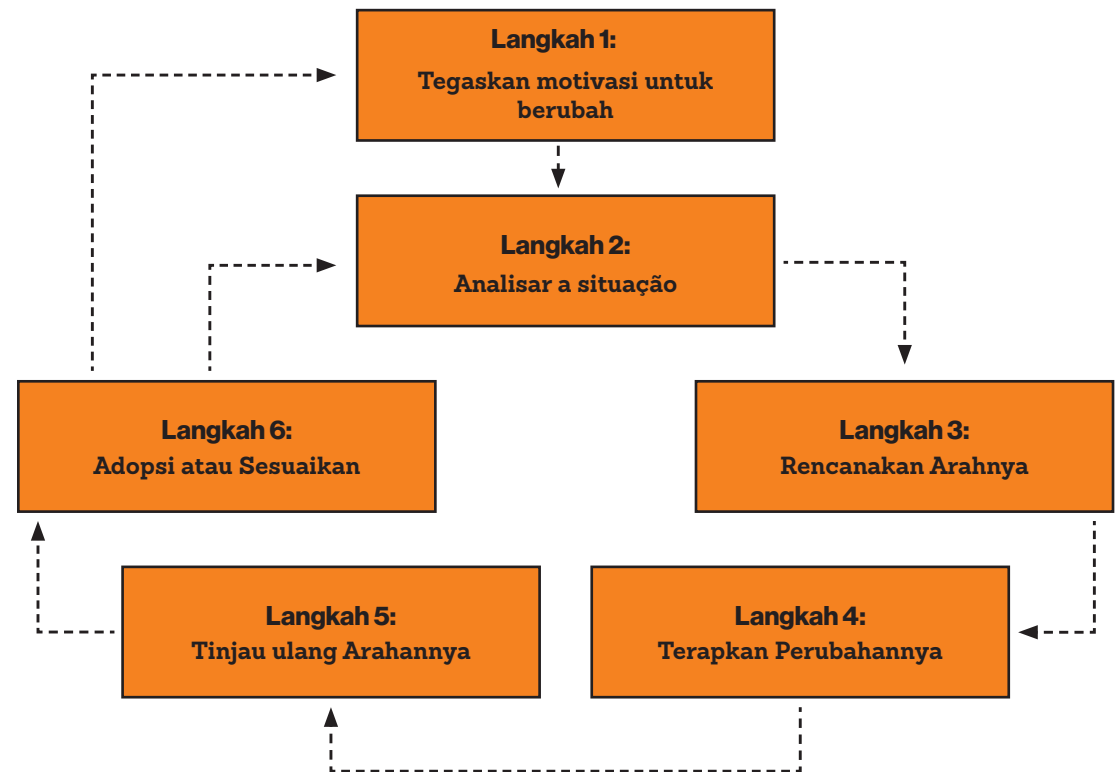 Langkah 1:
Tegaskan motivasi untuk
berubah
Langkah 2:
Analisar a situação
Langkah 3:
Rencanakan Arahnya
Langkah 4:
Terapkan Perubahannya
Langkah 5:
Tinjau ulang Arahannya
Langkah 6:
Adopsi atau Sesuaikan